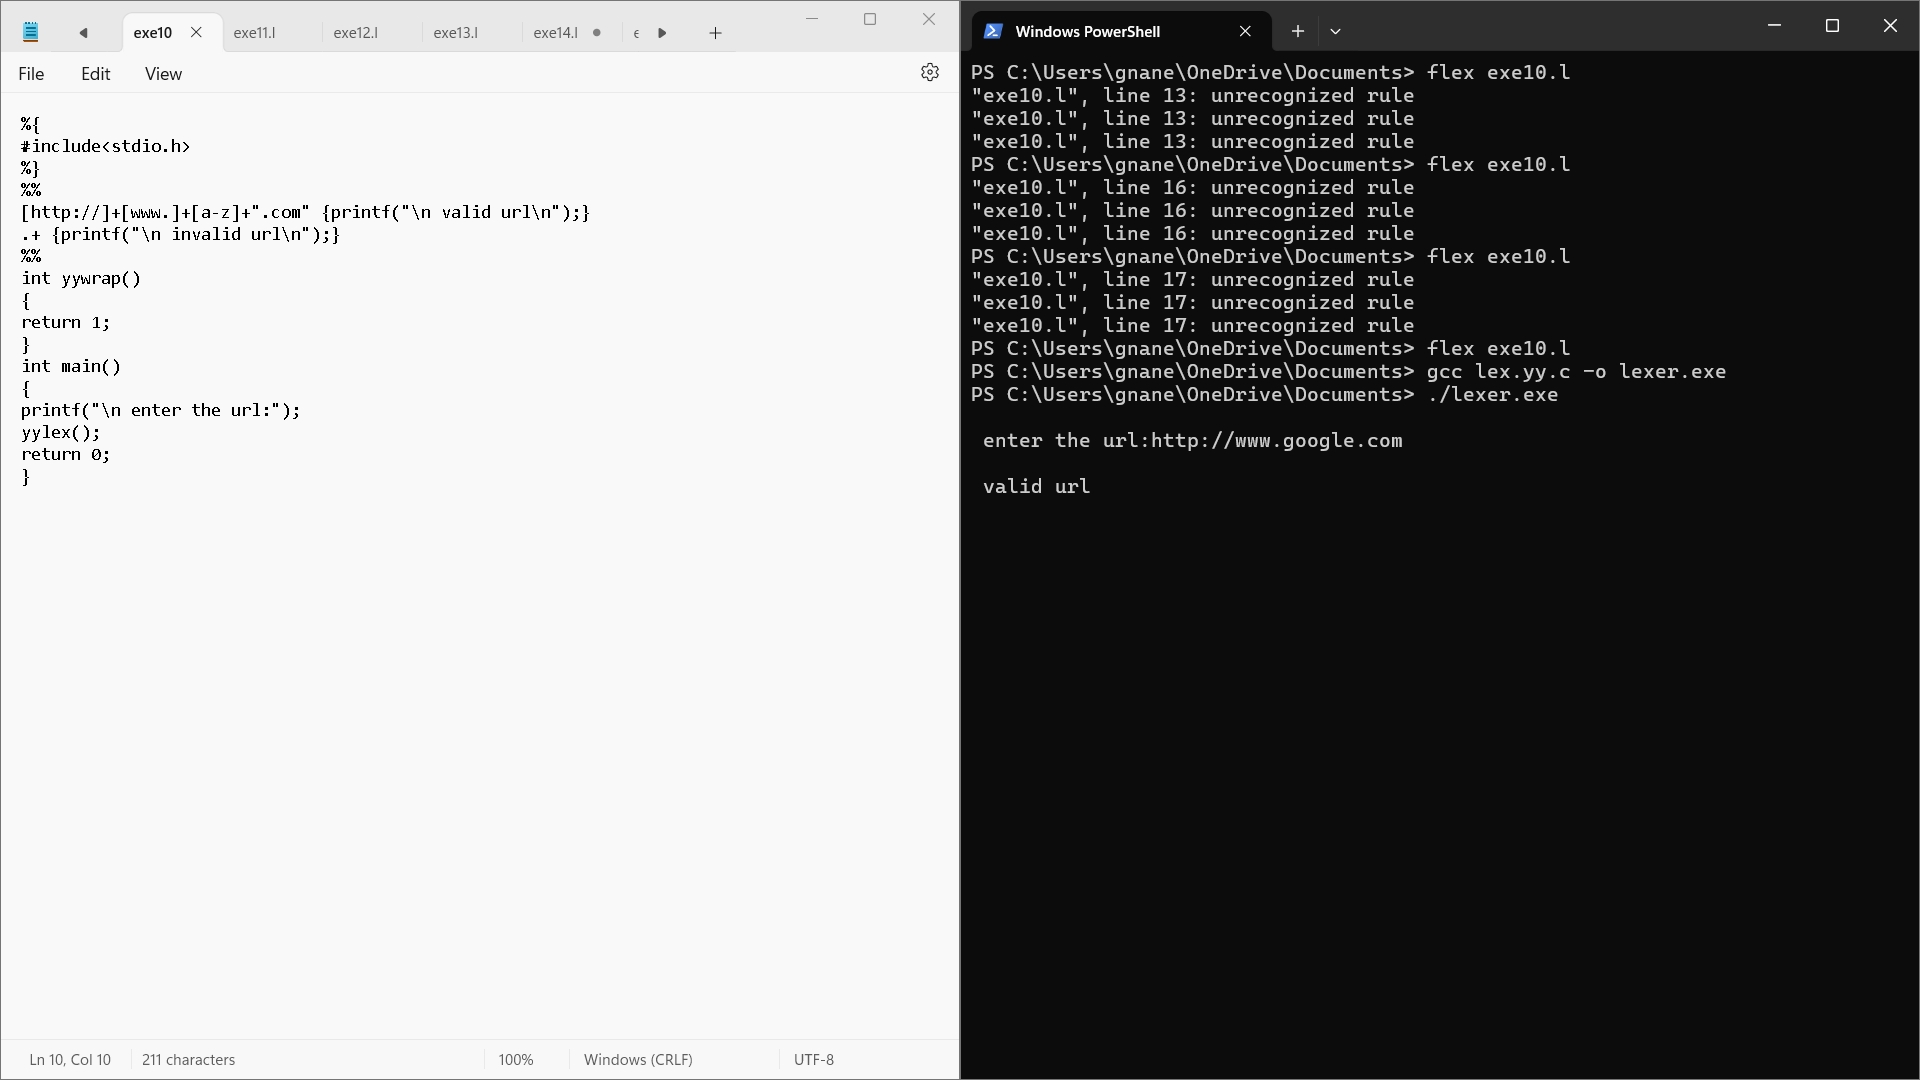 exe10
exe11.l
exe12.l
exe13.l
exe14.l
File
Edit
View
%{
#include<stdio.h>
%}
%%
[http://]+[www.]+[a-z]+".com" {printf("\n valid url\n");}
.+ {printf("\n invalid url\n");}
%%
int yywrap()
{
return 1;
}
int main()
{
printf("\n enter the url:");
yylex();
return 0;
}
Ln 10, Col 10
211 characters
100%
Windows (CRLF)
UTF-8
Windows PowerShell
PS C:\Users\gnane\OneDrive\Documents> flex exe10.l
"exe10.l", line 13: unrecognized rule
"exe10.l", line 13: unrecognized rule
"exe10.l", line 13: unrecognized rule
PS C:\Users\gnane\OneDrive\Documents> flex exe10.l
"exe10.l", line 16: unrecognized rule
"exe10.l", line 16: unrecognized rule
"exe10.l", line 16: unrecognized rule
PS C:\Users\gnane\OneDrive\Documents> flex exe10.l
"exe10.l", line 17: unrecognized rule
"exe10.l", line 17: unrecognized rule
"exe10.l", line 17: unrecognized rule
PS C:\Users\gnane\OneDrive\Documents> flex exe10.l
PS C:\Users\gnane\OneDrive\Documents> gcc lex.yy.c -o lexer.exe
PS C:\Users\gnane\OneDrive\Documents> ./lexer.exe
enter the url:http://www.google.com
valid url